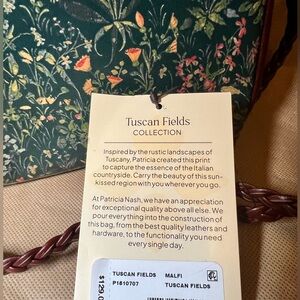 Tuscan Fields
COLLECTION
Inspired by the rustic landscapes of
Tuscany, Patricia created this print
to capture the essence of the Italian
countryside. Carry the beauty of this sun-
kissed region with you wherever you go.
At Patricia Nash, we have an appreciation
for exceptional quality above all else. We
pour everything into the construction of
this bag, from the best quality leathers and
hardware, to the functionality you need
every single day.
TUSCAN FIELDS MALFI
P1810707 TUSCAN FIELDS
$129.0